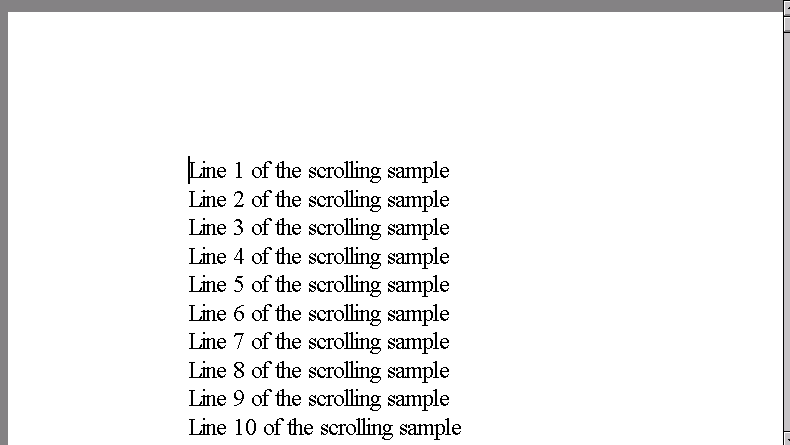 Line 1 of the scrolling sample
Line 2 of the scrolling sample
Line 3 of the scrolling sample
Line 4 of the scrolling sample
Line 5 of the scrolling sample
Line 6 of the scrolling sample
Line 7 of the scrolling sample
Line 8 of the scrolling sample
Line 9 of the scrolling sample
Line 10 of the scrolling sample